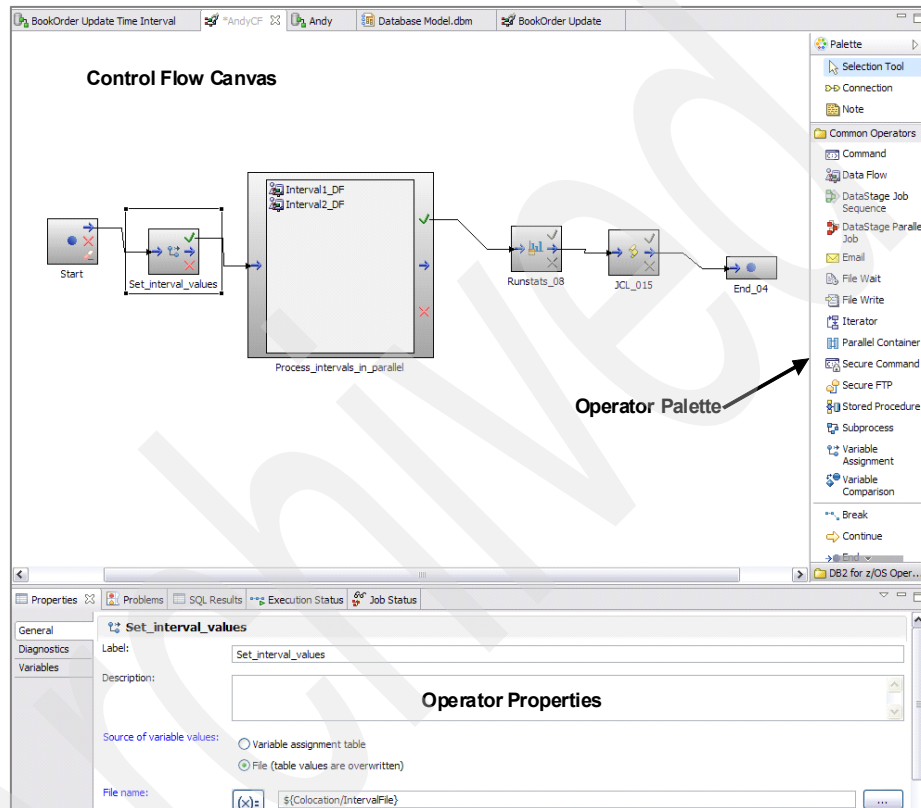 BookOrder Update Time Interval
*AndyCF
Andy
Database Model.dbm
BookOrder Update
Control Flow Canvas
Palette
Selection Tool
Connection
Note
Common Operators
Command
Data Flow
DataStage Job
Sequence
DataStage Paralle
Job
Email
File Wait
File Write
Iterator
Parallel Container
Secure Command
Secure FTP
Stored Procedure
Subprocess
Variable
Assignment
Variable
Comparison
Break
Continue
End
DB2 for z/OS Oper...
Interval1_DF
Interval2_DF
Start
Set_interval_values
Process_intervals_in_parallel
Runstats_08
JCL_015
End_04
Operator Palette
Properties
Problems
SQL Results
Execution Status
Job Status
General
Diagnostics
Variables
Set_interval_values
Label:
Set_interval_values
Description:
Operator Properties
Source of variable values:
Variable assignment table
File (table values are overwritten)
File name:
(x)=
${Colocation/IntervalFile}
...
Archived